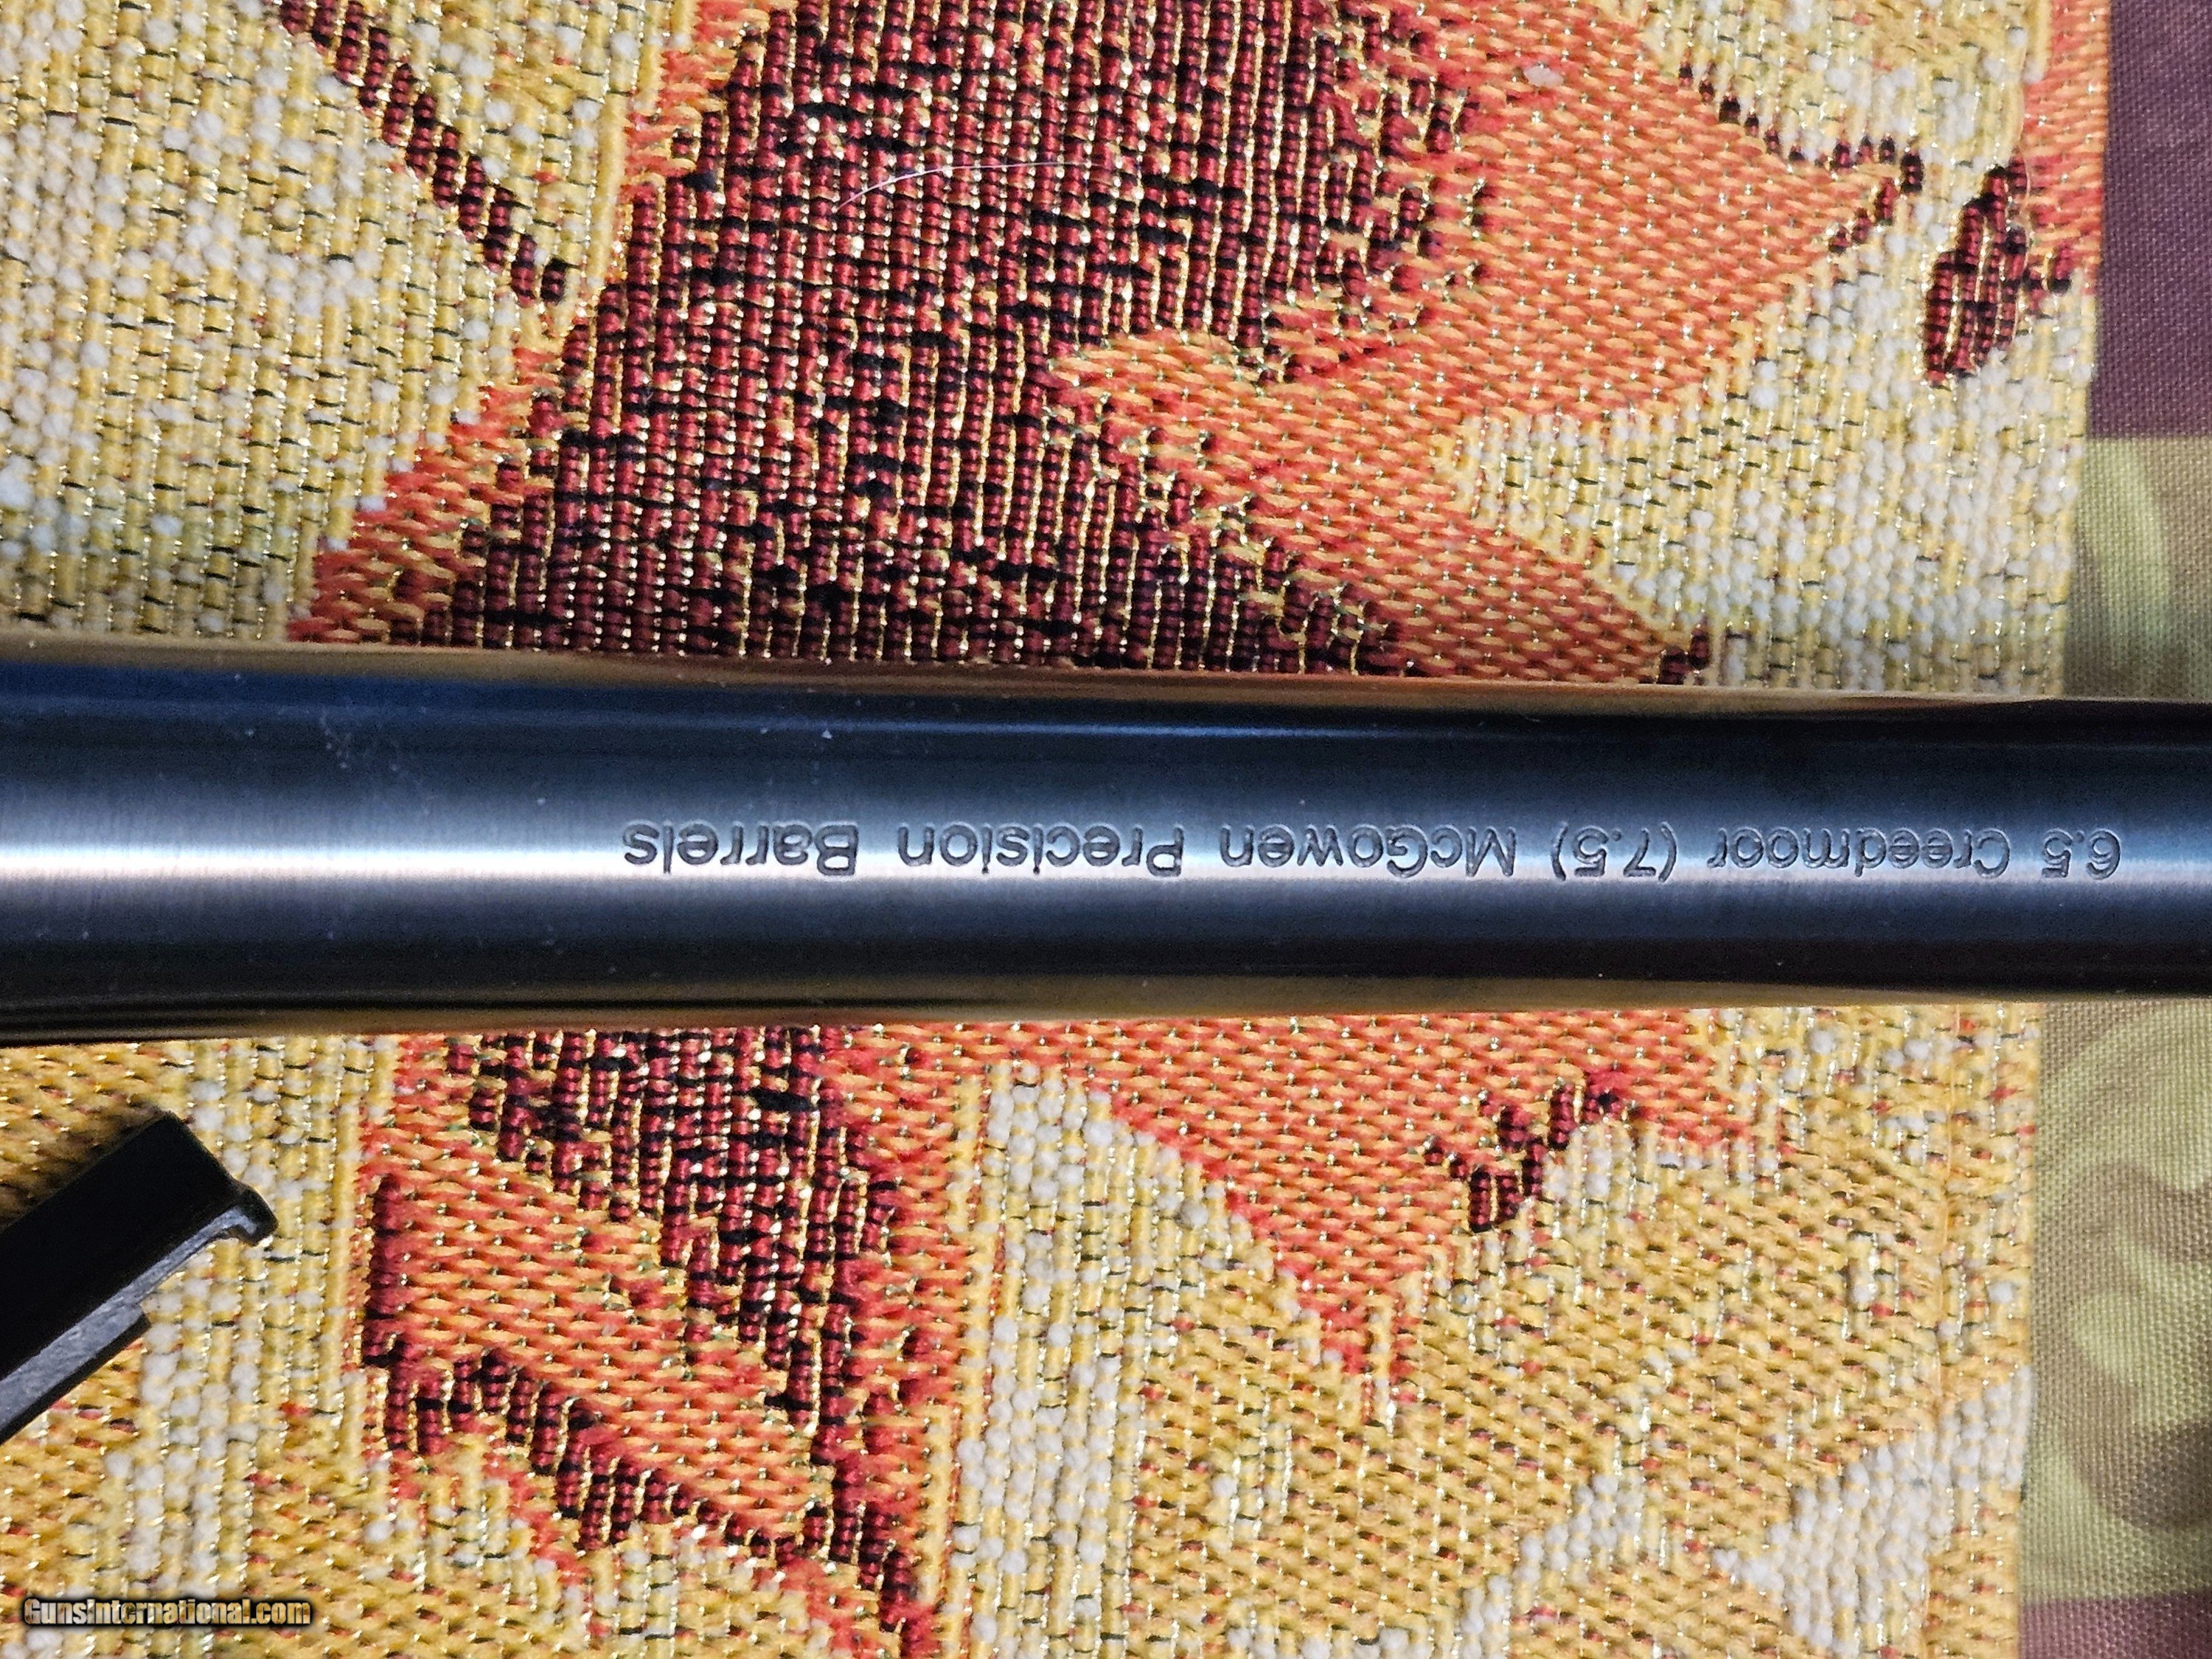 6.5 Creedmoor (7.5) McGowen Precision Barrels
GunsInternational.com